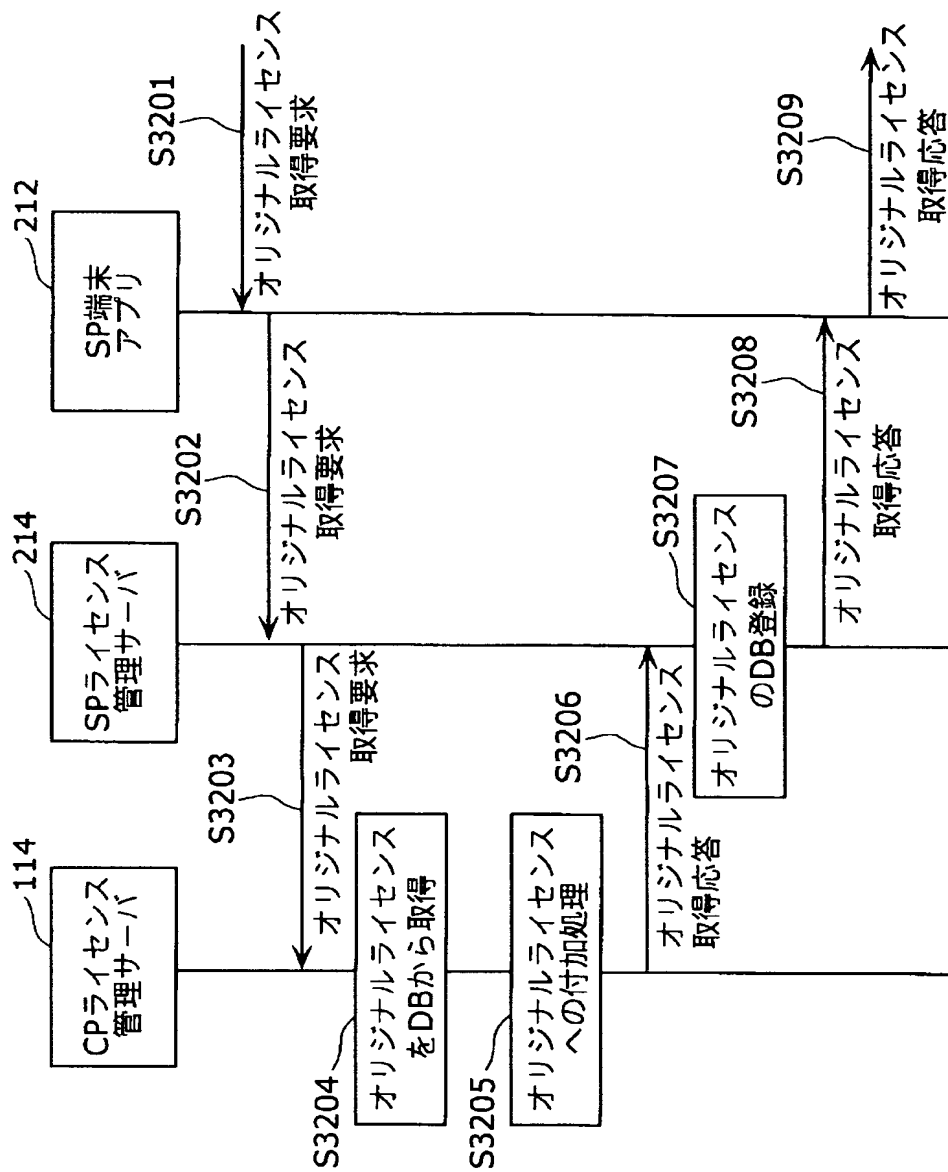 114
CPライセンス
管理サーバ
214
SPライセンス
管理サーバ
212
SP端末
アプリ
S3201
オリジナルライセンス
取得要求
S3202
オリジナルライセンス
取得要求
S3203
オリジナルライセンス
取得要求
S3204
オリジナルライセンス
をDBから取得
S3205
オリジナルライセンス
への付加処理
S3206
オリジナルライセンス
取得応答
S3207
オリジナルライセンス
のDB登録
S3208
オリジナルライセンス
取得応答
S3209
オリジナルライセンス
取得応答